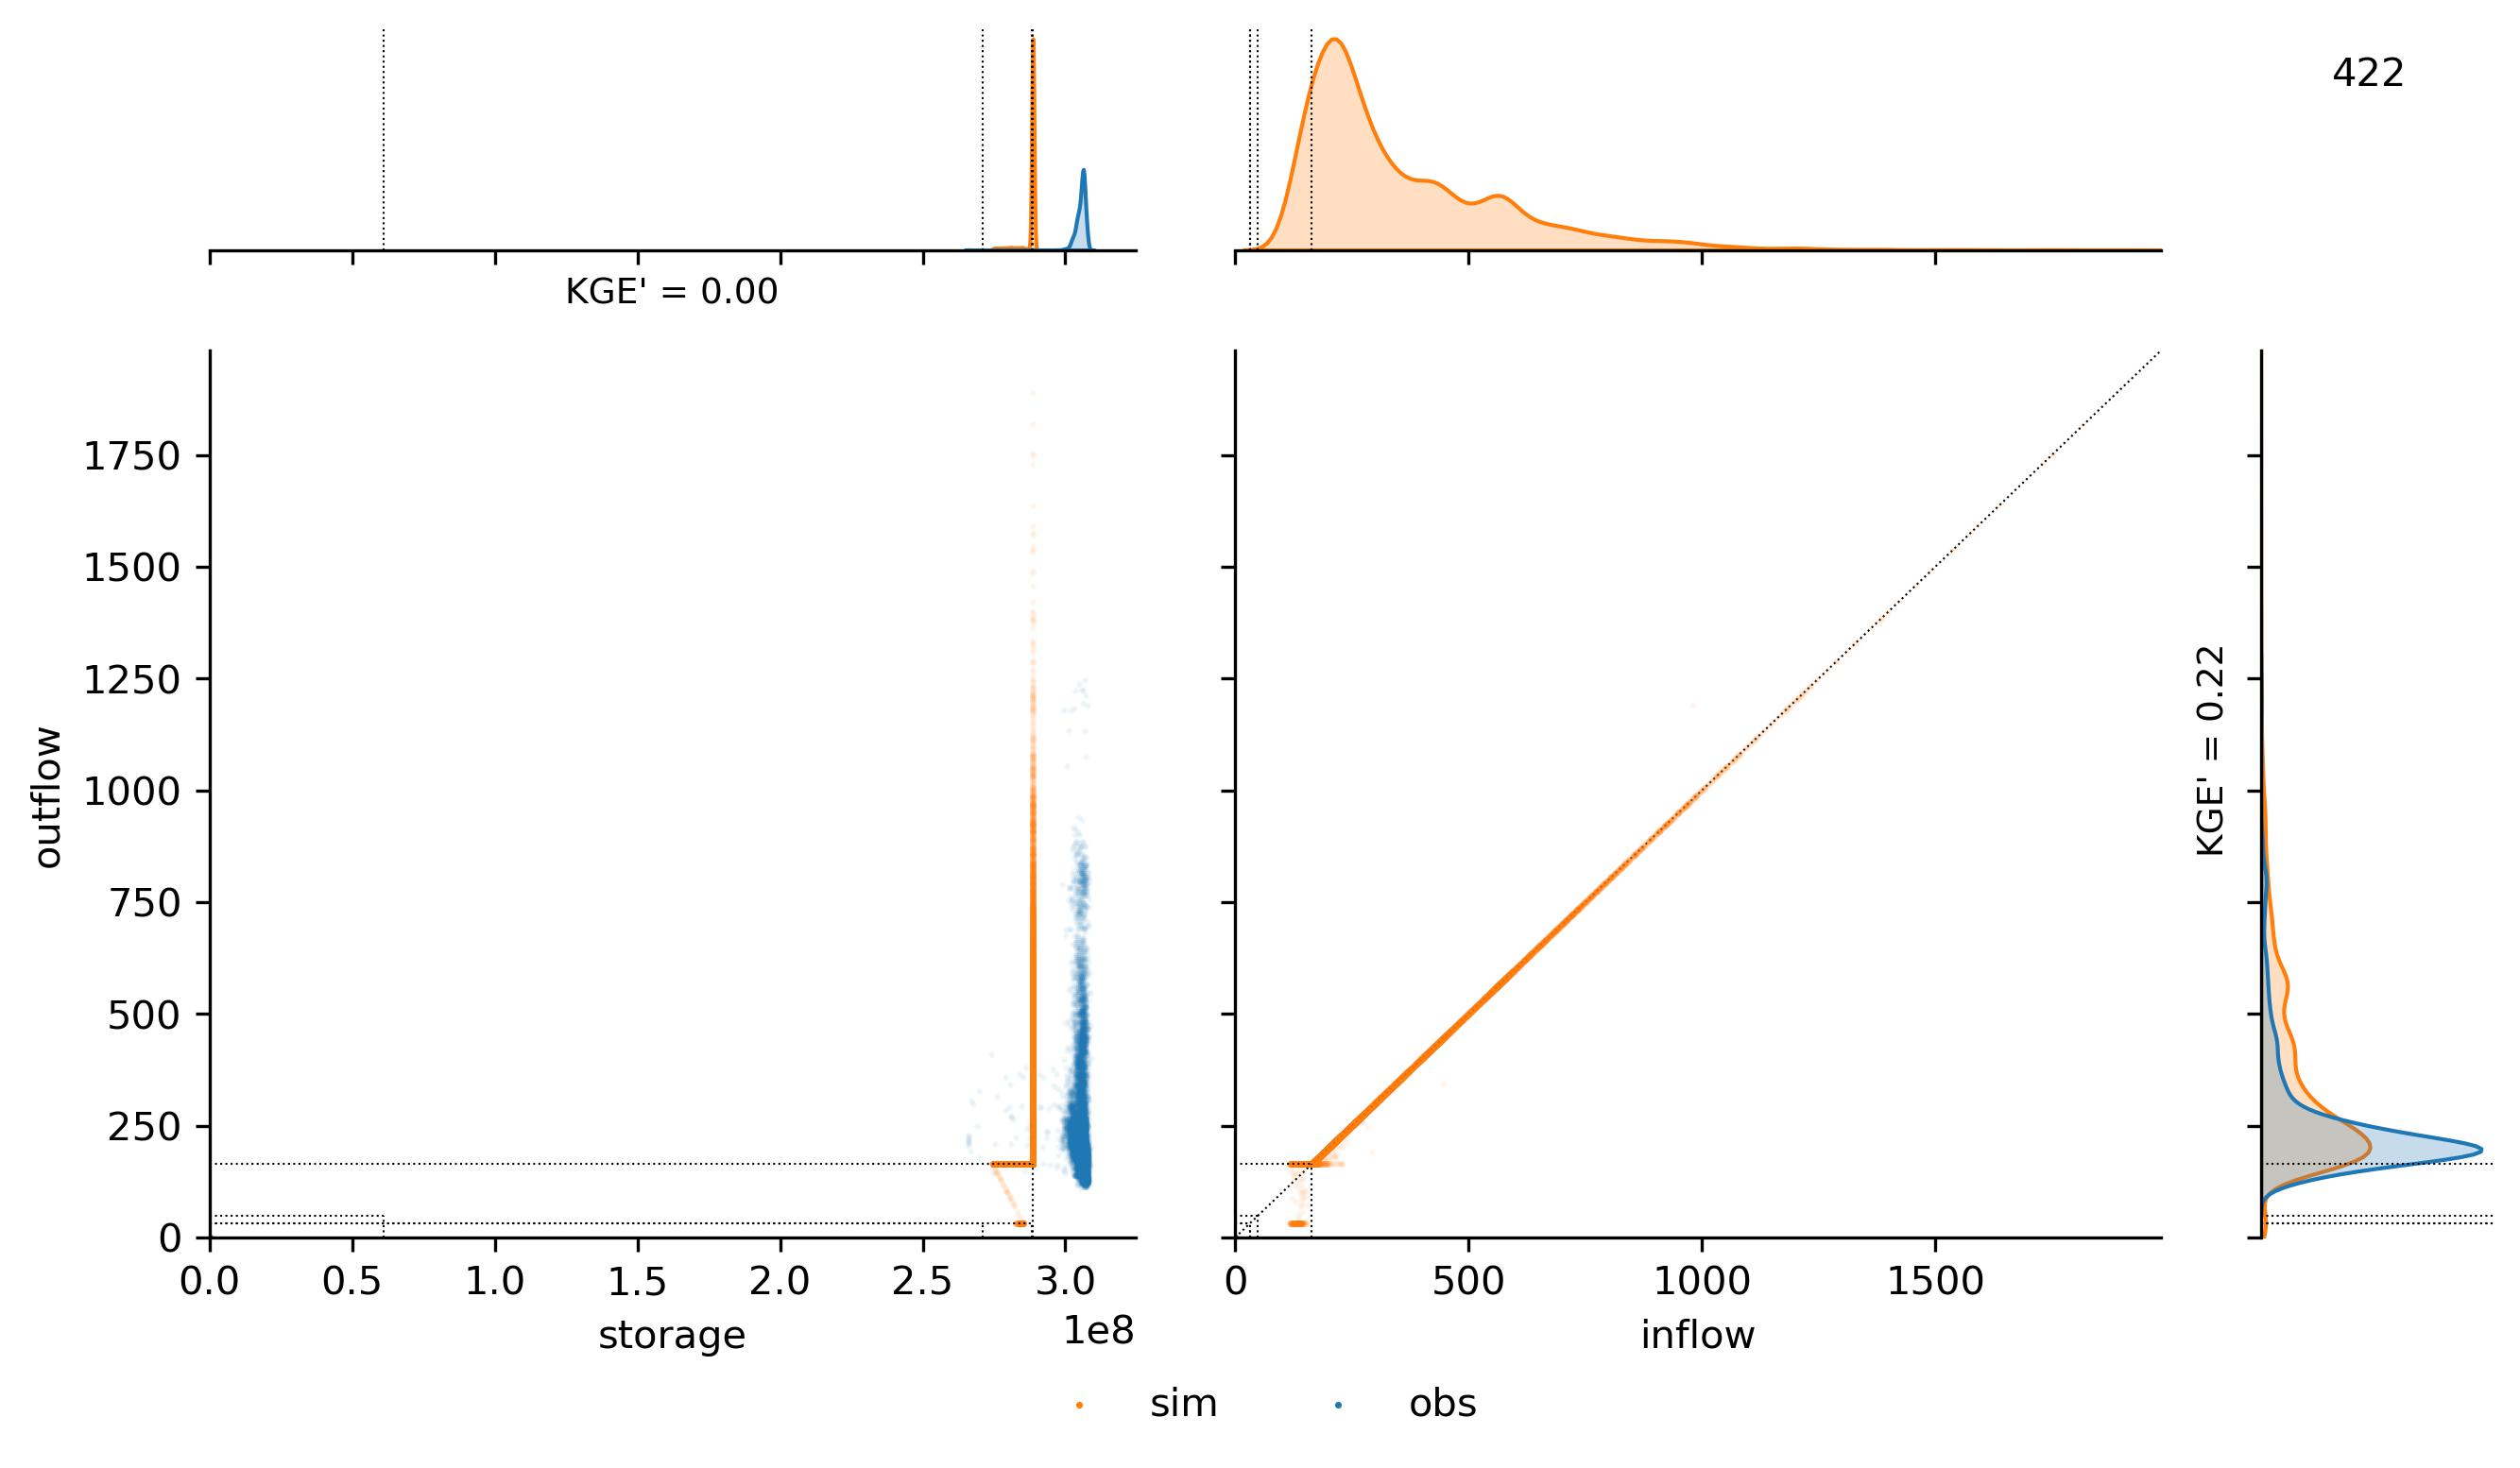 422
KGE' = 0.00
1750
1500
1250
1000
750
500
250
0
outflow
KGE' = 0.22
0.0 0.5 1.0 1.5 2.0 2.5 3.0
1e8
storage
0 500 1000 1500
inflow
sim obs